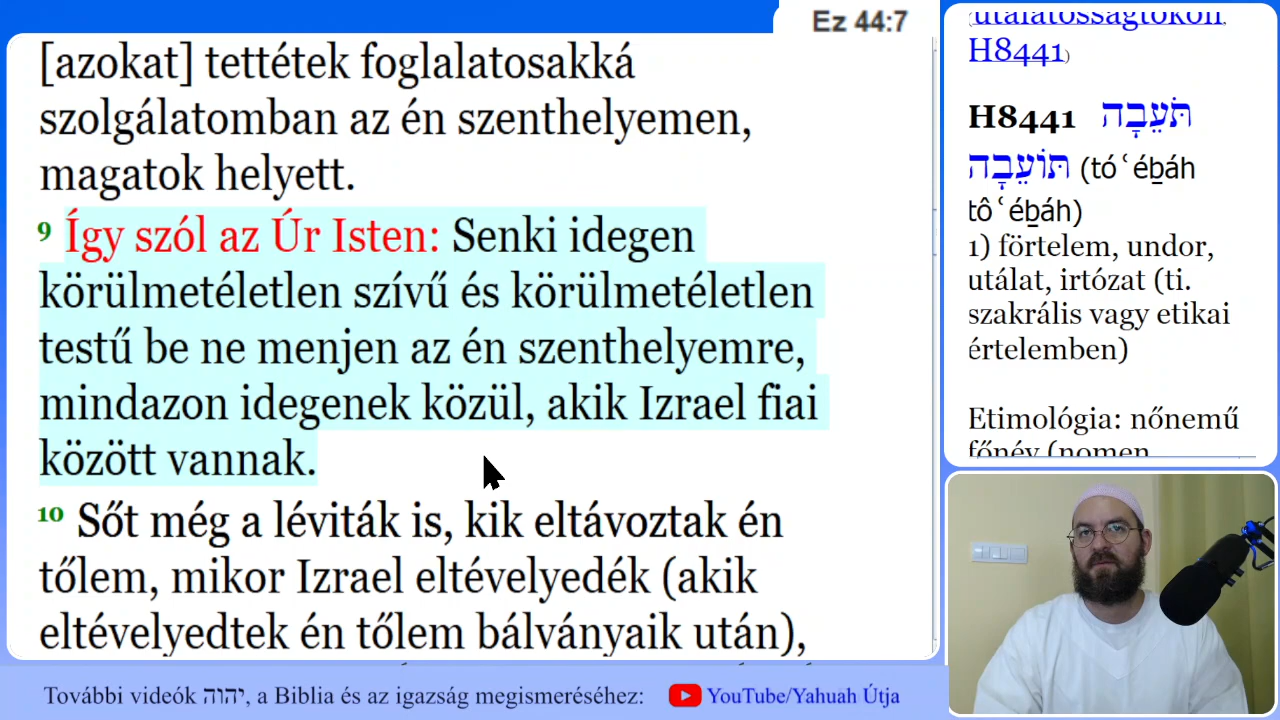 Ez 44:7
[azokat] tettétek foglalatosakká
szolgálatomban az én szenthelyemen,
magatok helyett.
9 Így szól az Úr Isten: Senki idegen
körülmetéletlen szívű és körülmetéletlen
testű be ne menjen az én szenthelyemre,
mindazon idegenek közül, akik Izrael fiai
között vannak.
10 Sőt még a léviták is, kik eltávoztak én
tőlem, mikor Izrael eltévelyedék (akik
eltévelyedtek én tőlem bálványaik után),
(utálatosságtokon,
H8441)
H8441 תֹּעֵבָה
תּוֹעֵבָה (tóʿéḇáh
tôʿéḇáh)
1) förtelem, undor,
utálat, irtózat (ti.
szakrális vagy etikai
értelemben)
Etimológia: nőnemű
főnév (nomen
További videók יהוה, a Biblia és az igazság megismeréséhez: YouTube/Yahuah Útja